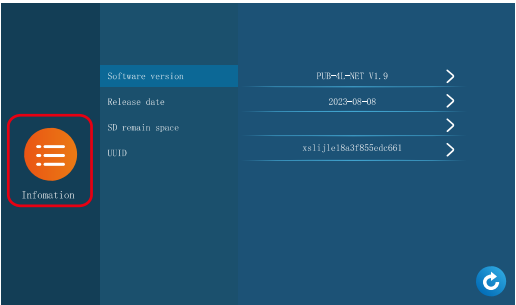 Software version PUB-4L-NET V1.9
Release date 2023-08-08
SD remain space
UUID xslijle18a3f855edc661
Infomation